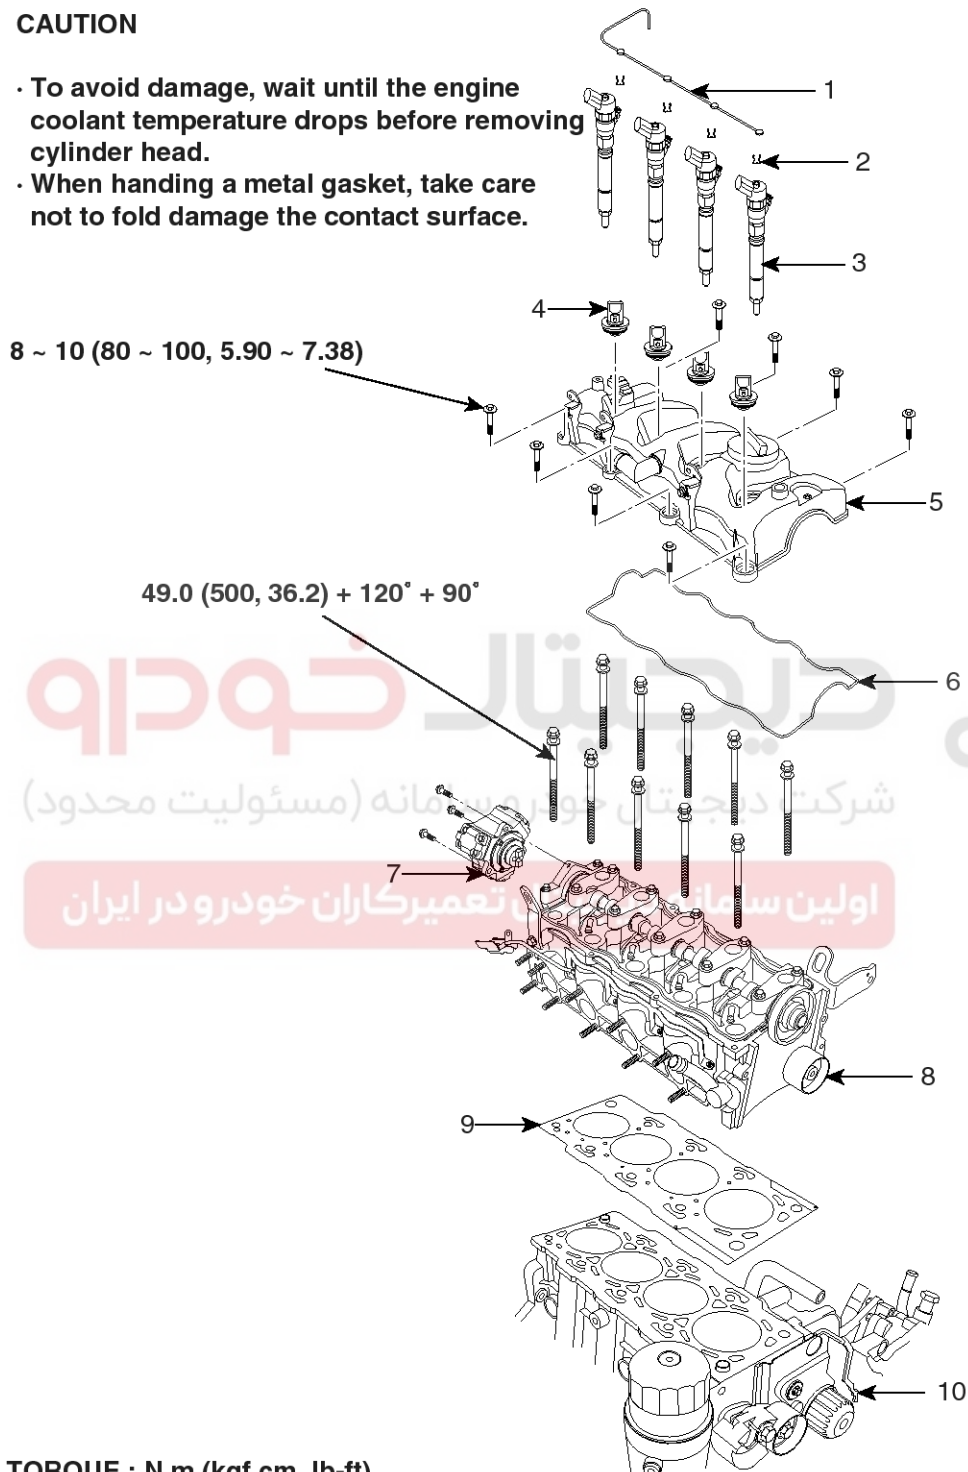 CAUTION
· To avoid damage, wait until the engine
coolant temperature drops before removing
cylinder head.
· When handing a metal gasket, take care
not to fold damage the contact surface.
1
2
3
4
8 ~ 10 (80 ~ 100, 5.90 ~ 7.38)
5
49.0 (500, 36.2) + 120° + 90°
6
دیجیتال خودرو
شرکت دیجیتال خودرو سامانه (مسئولیت محدود)
7
اولین سامانه تعمیرکاران خودرو در ایران
8
9
10
TORQUE : N.m (kgf.cm, lb-ft)